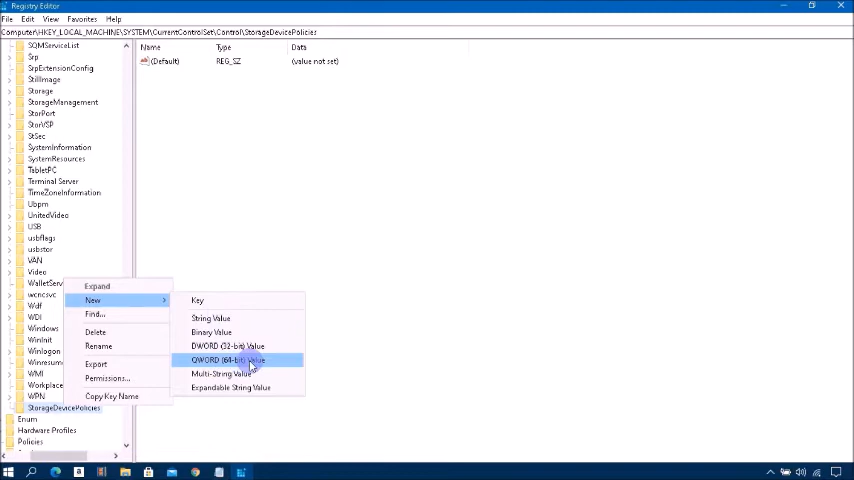 Registry Editor
File Edit View Favorites Help
Computer\HKEY_LOCAL_MACHINE\SYSTEM\CurrentControlSet\Control\StorageDevicePolicies
SQMServiceList
Srp
SrpExtensionConfig
StillImage
Storage
StorageManagement
StorPort
StorVSP
StSec
SystemInformation
SystemResources
TabletPC
Terminal Server
TimeZoneInformation
Ubpm
UnitedVideo
USB
usbflags
usbstor
VAN
Video
WalletServ
wcncsvc
Wdf
WDI
Windows
WinInit
Winlogon
Winresum
WMI
Workplace
WPN
StorageDevicePolicies
Enum
Hardware Profiles
Policies
Name Type Data
(Default) REG_SZ (value not set)
Expand
New
Find...
Delete
Rename
Export
Permissions...
Copy Key Name
Key
String Value
Binary Value
DWORD (32-bit) Value
QWORD (64-bit) Value
Multi-String Value
Expandable String Value